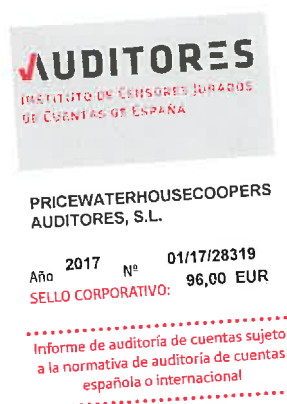 AUDITORES
INSTITUTO DE CENSORES JURADOS
DE CUENTAS DE ESPAÑA
PRICEWATERHOUSECOOPERS
AUDITORES, S.L.
Año 2017 Nº 01/17/28319
SELLO CORPORATIVO: 96,00 EUR
Informe de auditoría de cuentas sujeto
a la normativa de auditoría de cuentas
española o internacional